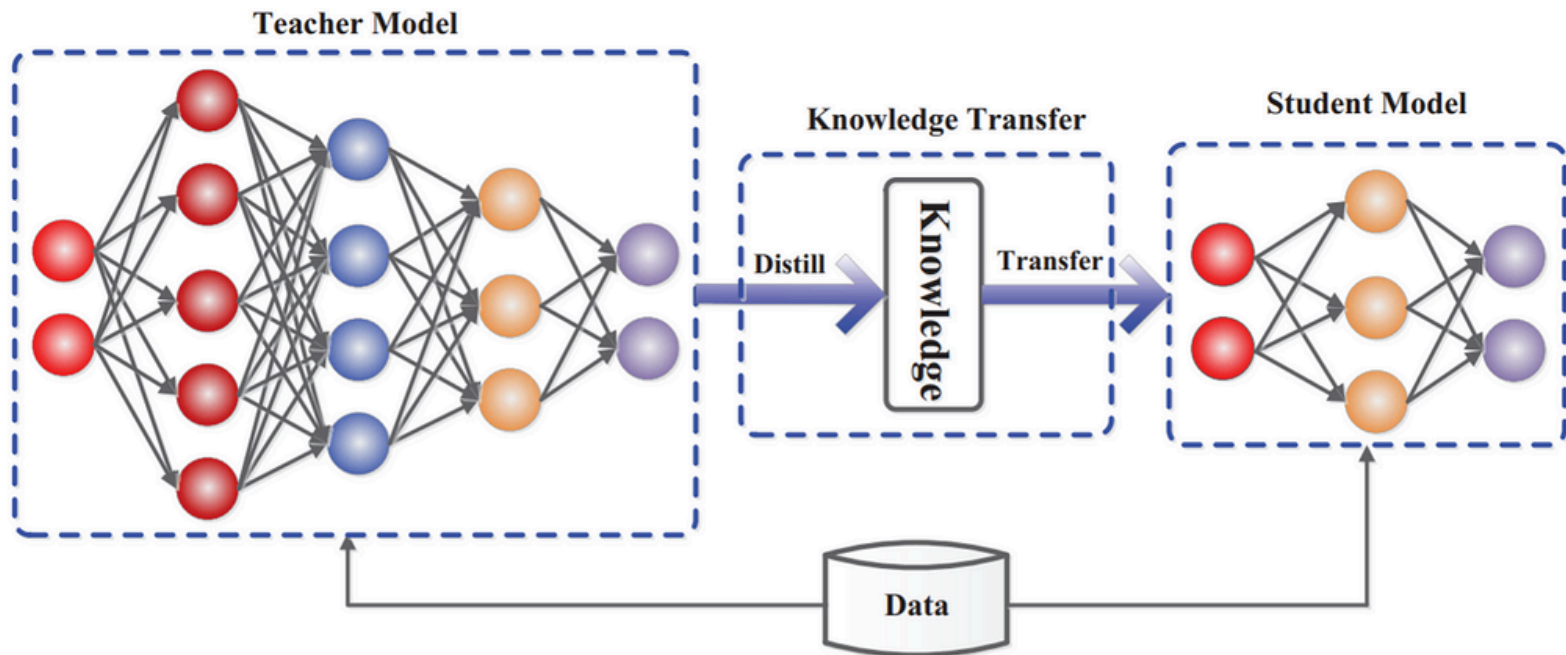 Teacher Model
Knowledge Transfer
Student Model
Distill
Knowledge
Transfer
Data